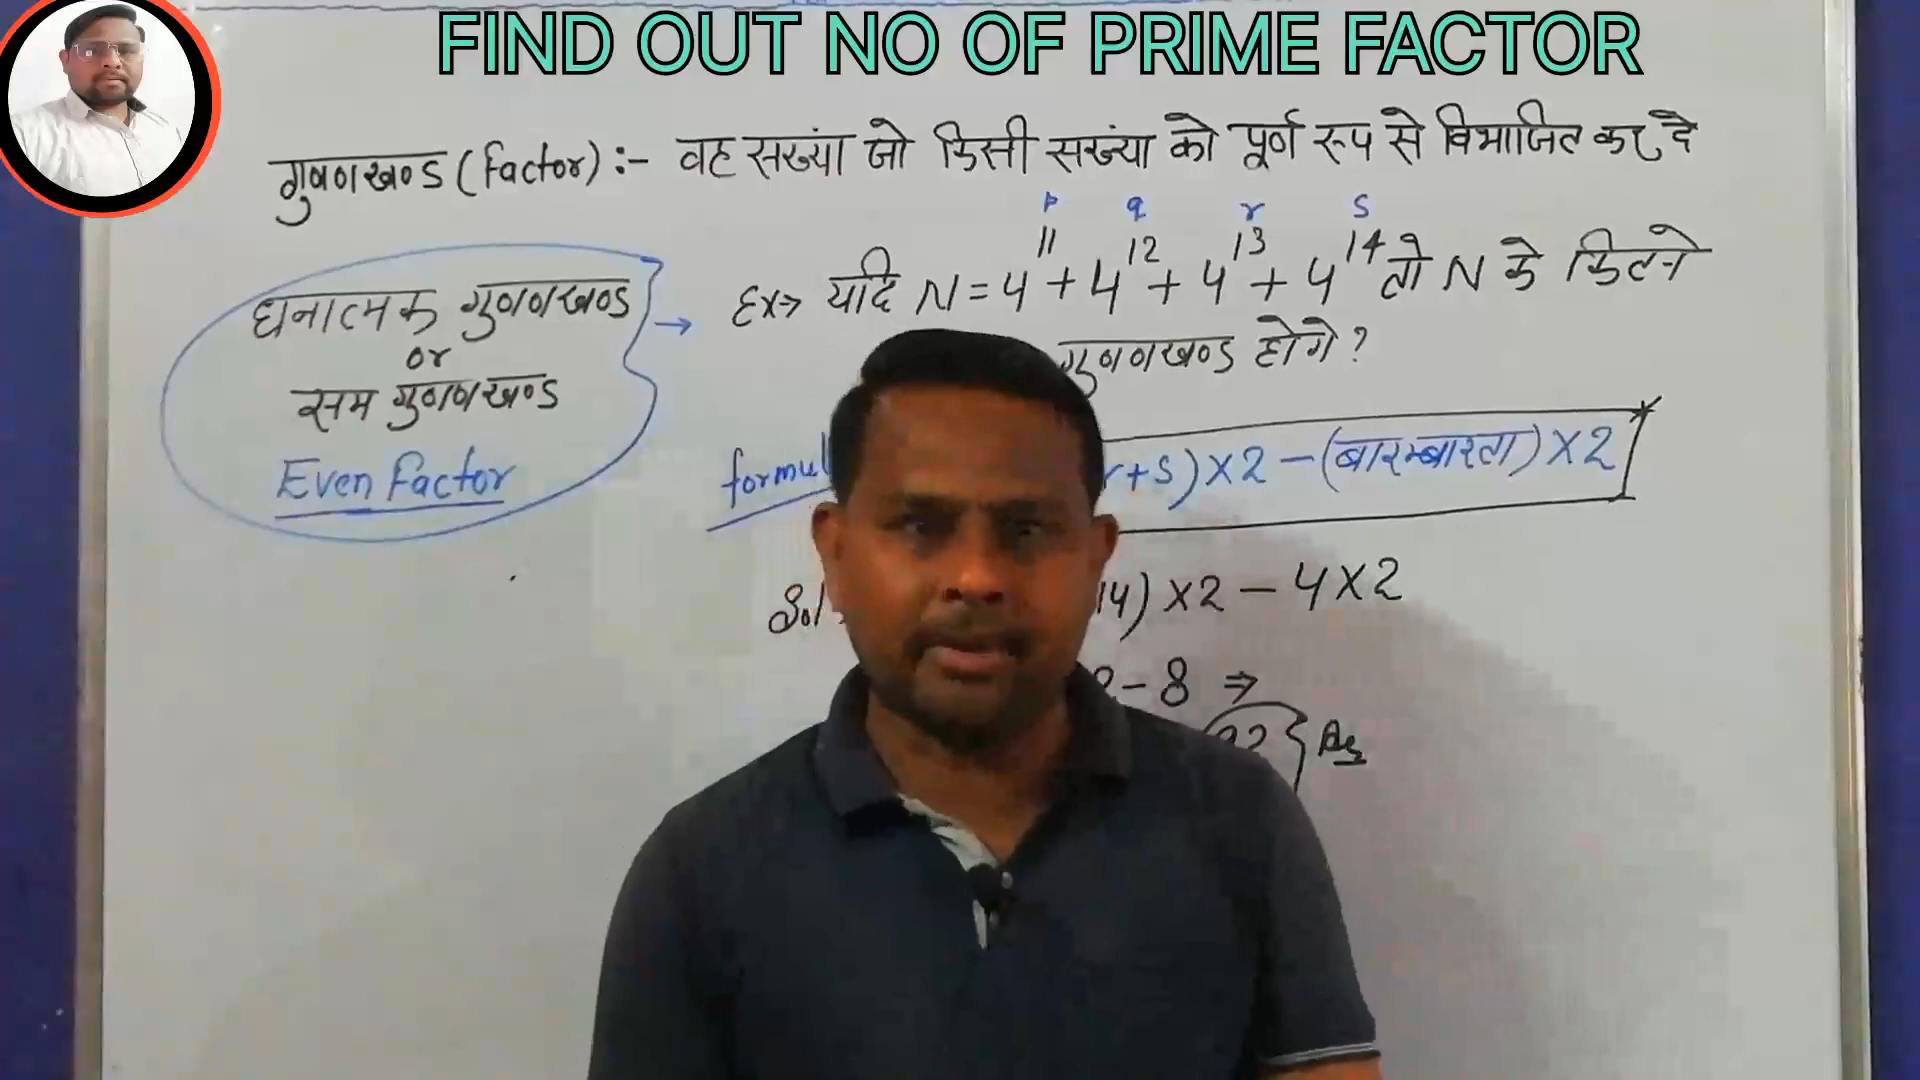 FIND OUT NO OF PRIME FACTOR
गुणनखण्ड (factor) :- वह सख्यां जो किसी सख्यां को पूर्ण रूप से विभाजित कर दे
p q r s
Ex→ यदि N = 4^11 + 4^12 + 4^13 + 4^14 तो N के कितने
गुणनखण्ड होगे ?
धनात्मक गुणनखण्ड →
or
सम गुणनखण्ड
Even factor
r+s) × 2 - (बारम्बारता) × 2
14) × 2 - 4 × 2
- 8 ⇒